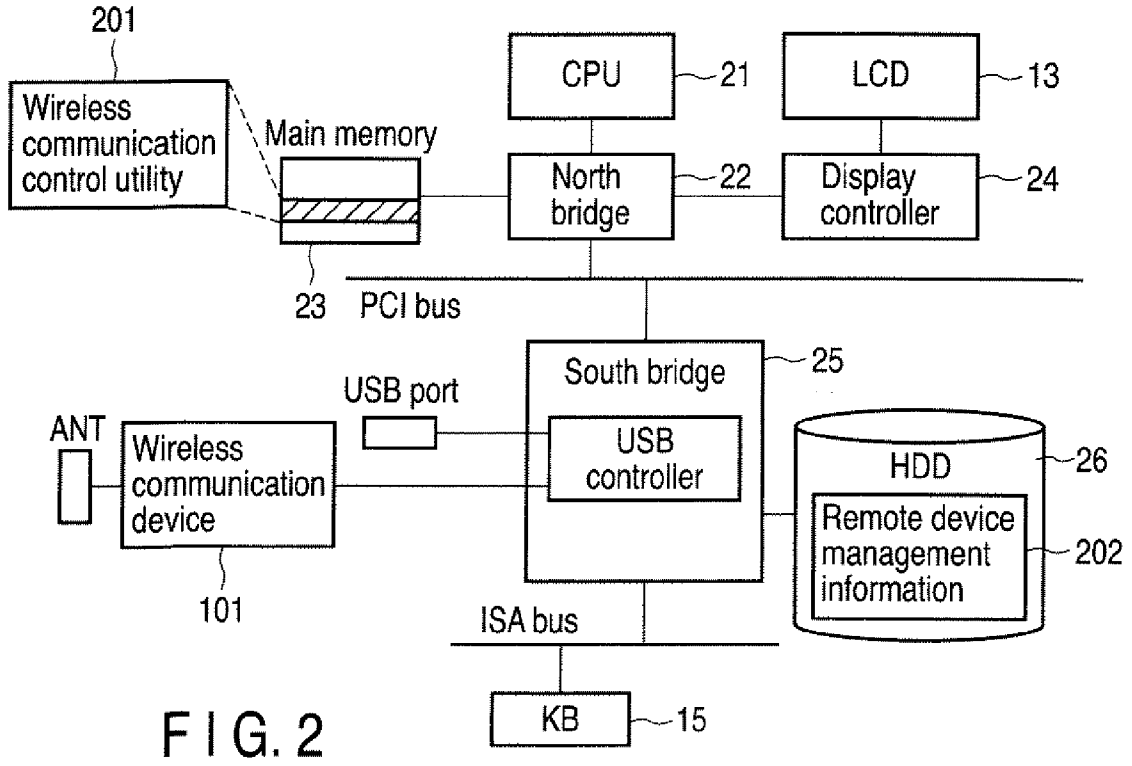 201
Wireless
communication
control utility
Main memory
23
CPU
21
LCD
13
North
bridge
22
Display
controller
24
PCI bus
South bridge
25
USB port
USB
controller
ANT
Wireless
communication
device
101
HDD
26
Remote device
management
information
202
ISA bus
KB
15
FIG. 2